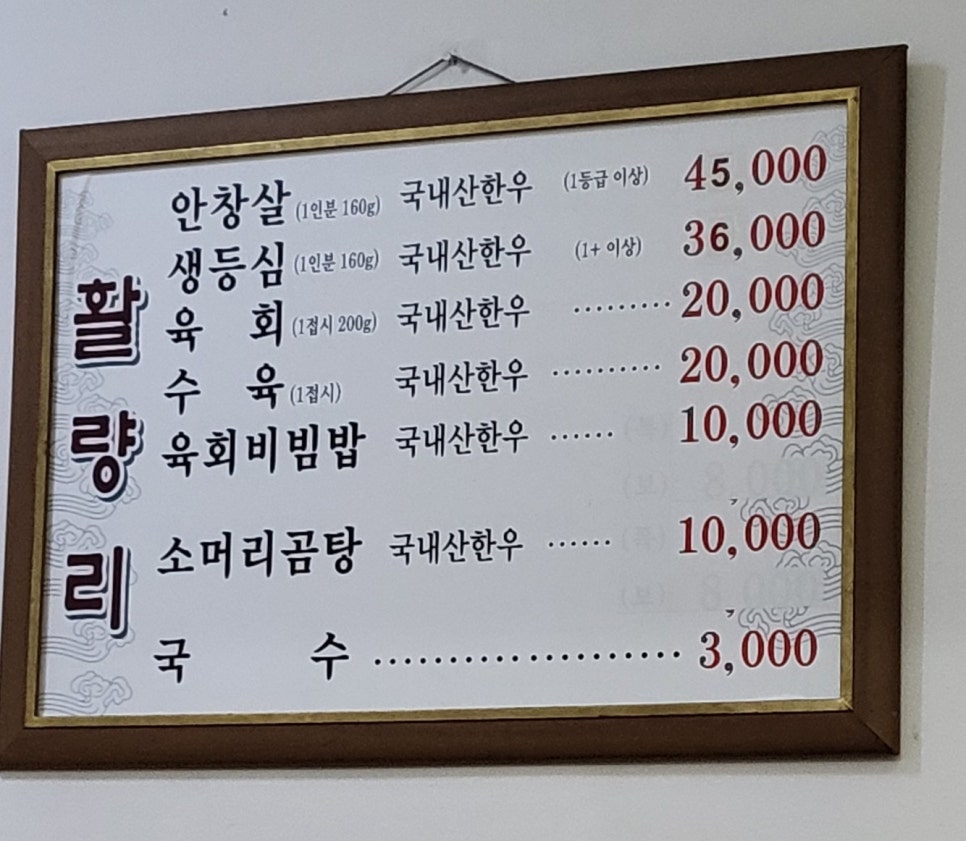 활량리
안창살 (1인분 160g) 국내산한우 (1등급 이상) 45,000
생등심 (1인분 160g) 국내산한우 (1+ 이상) 36,000
육 회 (1접시 200g) 국내산한우 ········· 20,000
수 육 (1접시) 국내산한우 ·········· 20,000
육회비빔밥 국내산한우 ······ 10,000
소머리곰탕 국내산한우 ······ 10,000
국 수 ····················· 3,000